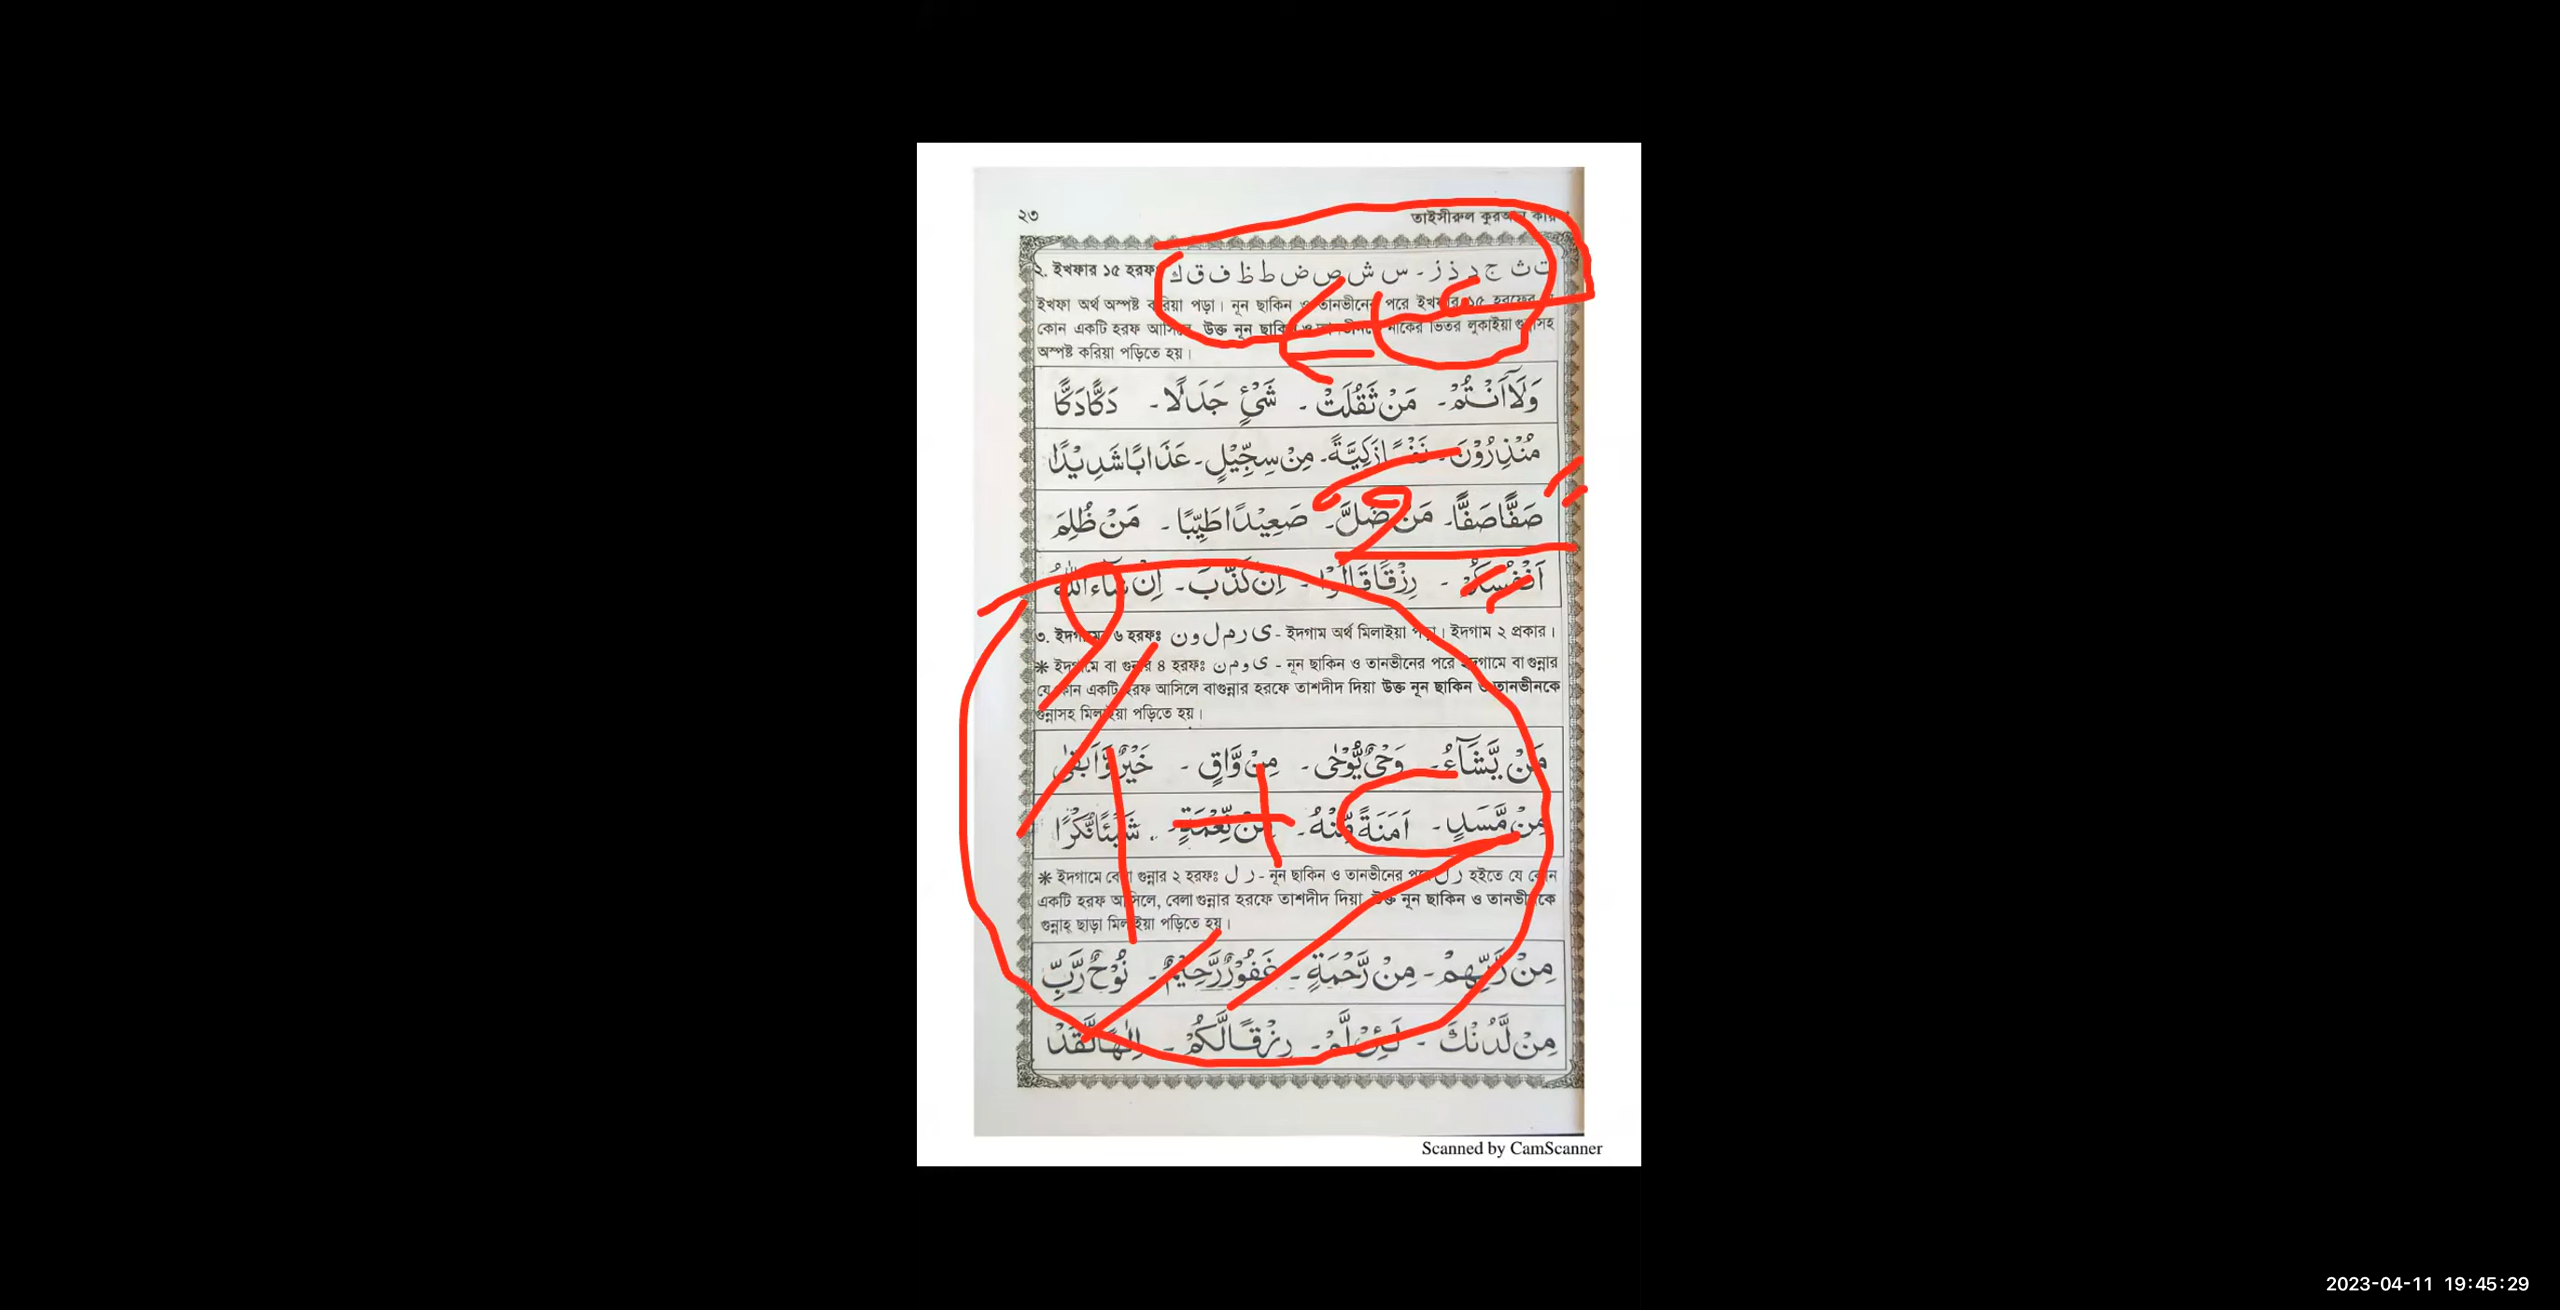 ২৩
তাইসীরুল কুরআন
২. ইখফার ১৫ হরফ ت ث ج د ذ ز - س ش ص ض ط ظ ف ق ك
ইখফা অর্থ অস্পষ্ট করিয়া পড়া। নূন ছাকিন ও তানভীনের পরে ইখফার ১৫ হরফের
কোন একটি হরফ আসিলে, উক্ত নূন ছাকিন ও তানভীনকে নাকের ভিতর লুকাইয়া গুন্নাসহ
অস্পষ্ট করিয়া পড়িতে হয়।
وَلَآ اَنْتُمْ - مَنْ ثَقُلَتْ - شَىْءٍ جَدَلًا - دَكًّا دَكًّا
مُنْذِرُوْنَ - نَفْسًا زَكِيَّةً - مِنْ سِجِّيْلٍ - عَذَابًا شَدِيْدًا
صَفًّا صَفًّا - مَنْ ضَلَّ - صَعِيْدًا طَيِّبًا - مَنْ ظُلِمَ
اَنْفُسِكُمْ - رِزْقًا قَالُوْا - اِنْ كَذَّبَ - اِنْ شَآءَ اللّٰهُ
৩. ইদগামের ৬ হরফঃ ى ر م ل و ن - ইদগাম অর্থ মিলাইয়া পড়া। ইদগাম ২ প্রকার।
* ইদগামে বা গুন্নার ৪ হরফঃ ى و م ن - নূন ছাকিন ও তানভীনের পরে ইদগামে বা গুন্নার
যে কোন একটি হরফ আসিলে বাগুন্নার হরফে তাশদীদ দিয়া উক্ত নূন ছাকিন ও তানভীনকে
গুন্নাসহ মিলাইয়া পড়িতে হয়।
مَنْ يَّشَآءُ - وَحْىٌ يُّوْحٰى - مِنْ وَّاقٍ - خَيْرٌ وَّاَبْقٰى
مِنْ مَّسَدٍ - اَمَنَةً مِّنْهُ - مِنْ نِّعْمَةٍ - شَيْئًا نُّكْرًا
* ইদগামে বেলা গুন্নার ২ হরফঃ ل ر - নূন ছাকিন ও তানভীনের পরে ل ر হইতে যে কোন
একটি হরফ আসিলে, বেলা গুন্নার হরফে তাশদীদ দিয়া উক্ত নূন ছাকিন ও তানভীনকে
গুন্নাহ ছাড়া মিলাইয়া পড়িতে হয়।
مِنْ رَّبِّهِمْ - مِنْ رَّحْمَةٍ - غَفُوْرٌ رَّحِيْمٌ - نُوْحٌ رَّبِّ
مِنْ لَّدُنْكَ - لَئِنْ لَّمْ - رِزْقًا لَّكُمْ - اِلٰهًا لَّقَدْ
Scanned by CamScanner
2023-04-11 19:45:29